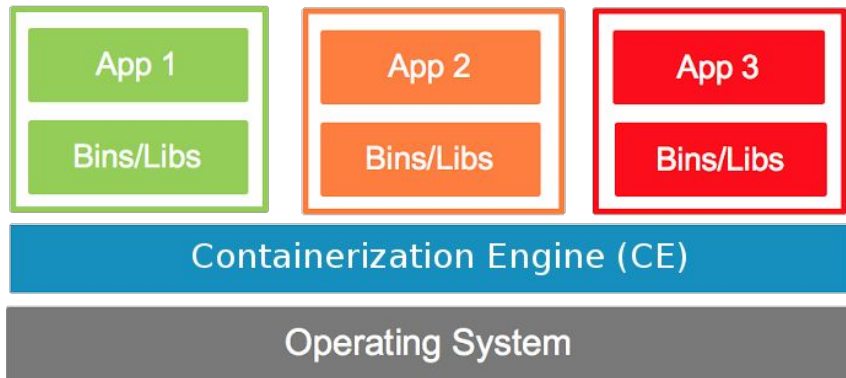 App 1
App 2
App 3
Bins/Libs
Bins/Libs
Bins/Libs
Containerization Engine (CE)
Operating System